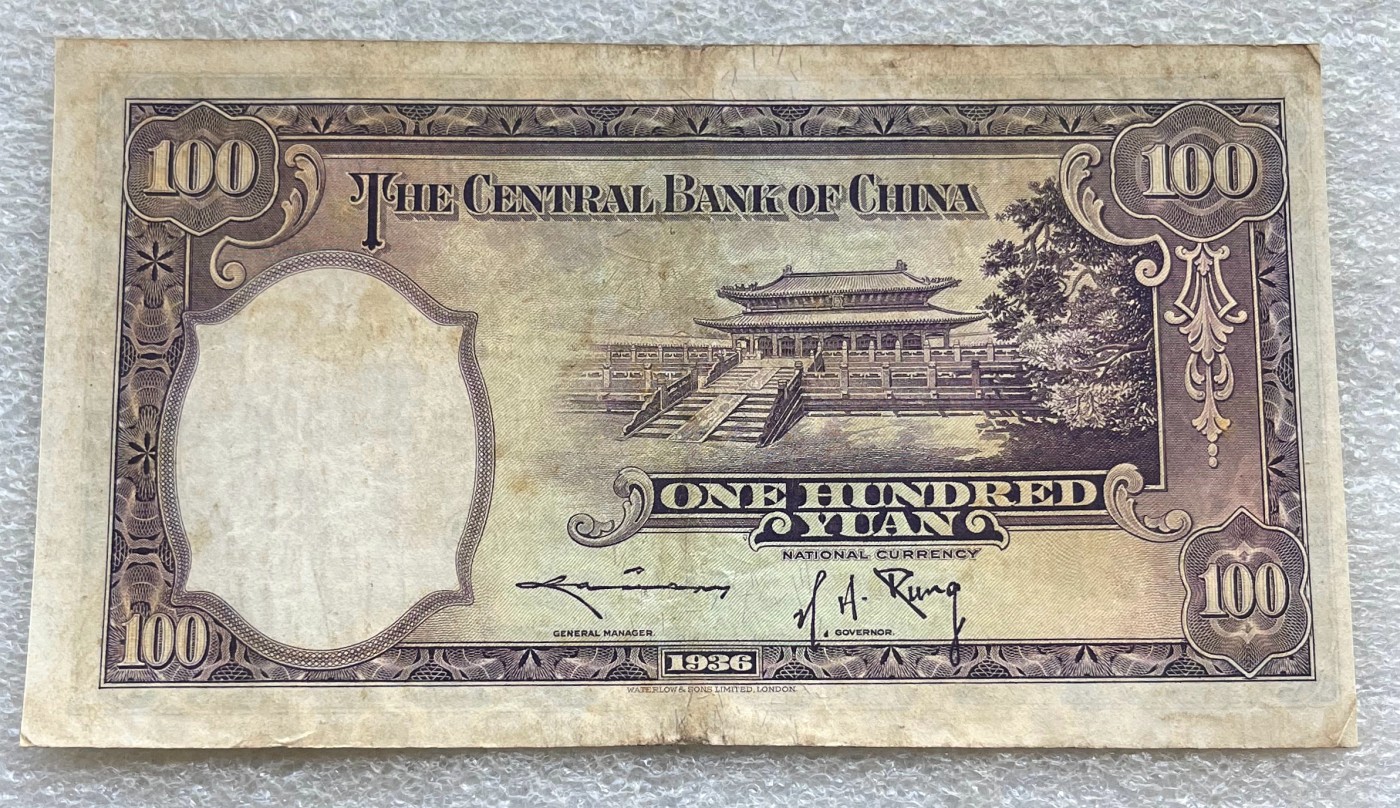 100
100
THE CENTRAL BANK OF CHINA
ONE HUNDRED
YUAN
NATIONAL CURRENCY
H. H. Kung
GENERAL MANAGER.
GOVERNOR.
100
100
1936
WATERLOW & SONS LIMITED, LONDON.